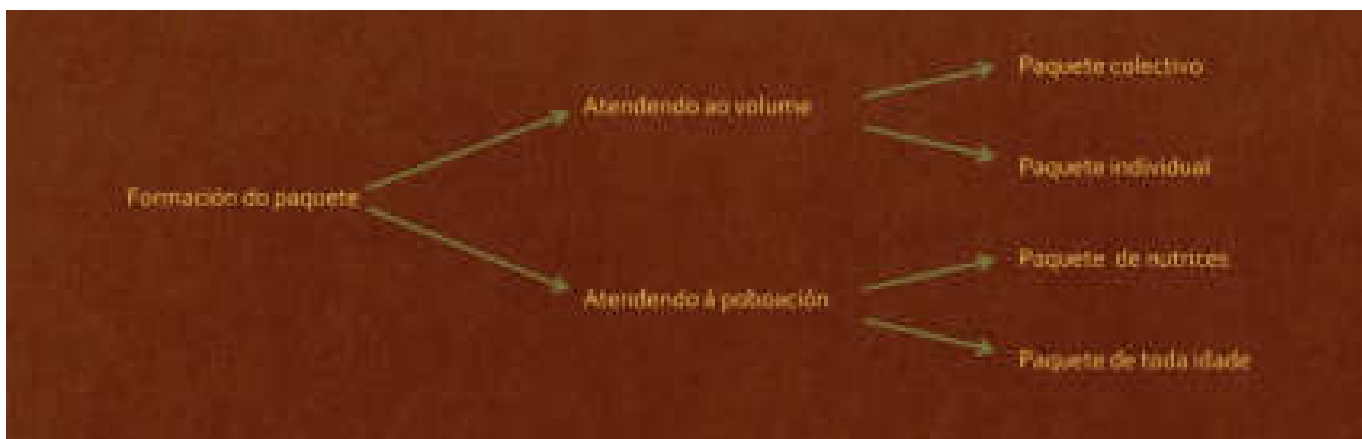 Formación do paquete
Atendendo ao volume
Paquete colectivo
Paquete individual
Atendendo á poboación
Paquete de nutrices
Paquete de toda idade